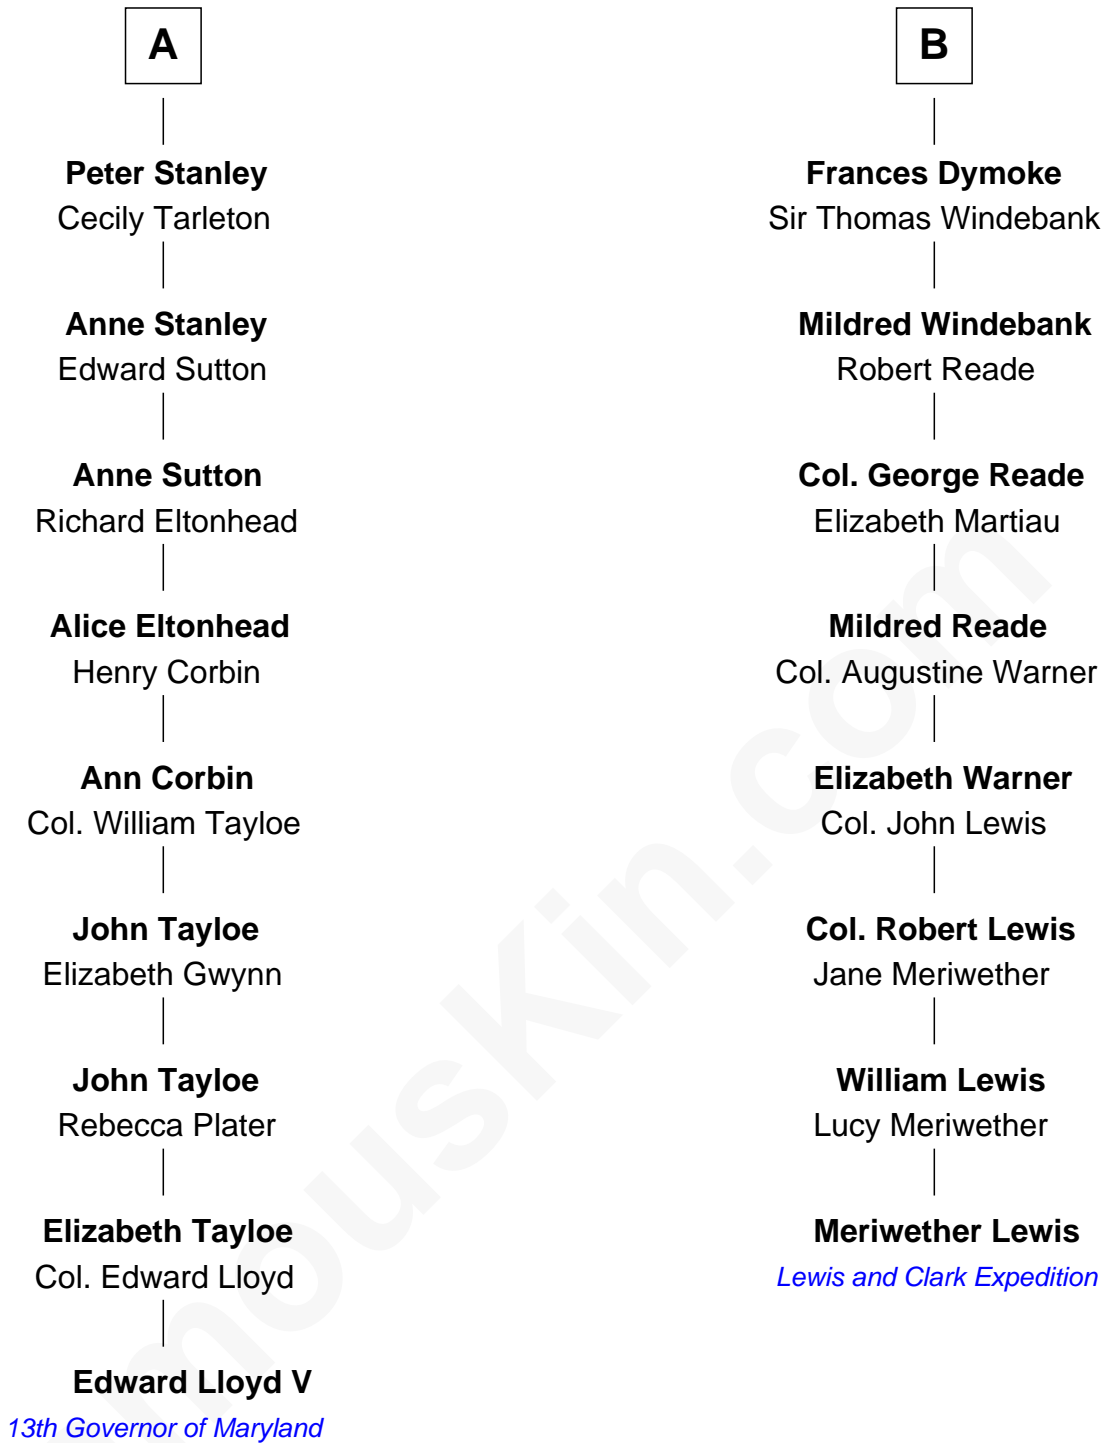 A
Peter Stanley
Cecily Tarleton
Anne Stanley
Edward Sutton
Anne Sutton
Richard Eltonhead
Alice Eltonhead
Henry Corbin
Ann Corbin
Col. William Tayloe
John Tayloe
Elizabeth Gwynn
John Tayloe
Rebecca Plater
Elizabeth Tayloe
Col. Edward Lloyd
Edward Lloyd V
13th Governor of Maryland
B
Frances Dymoke
Sir Thomas Windebank
Mildred Windebank
Robert Reade
Col. George Reade
Elizabeth Martiau
Mildred Reade
Col. Augustine Warner
Elizabeth Warner
Col. John Lewis
Col. Robert Lewis
Jane Meriwether
William Lewis
Lucy Meriwether
Meriwether Lewis
Lewis and Clark Expedition
mousKin.com